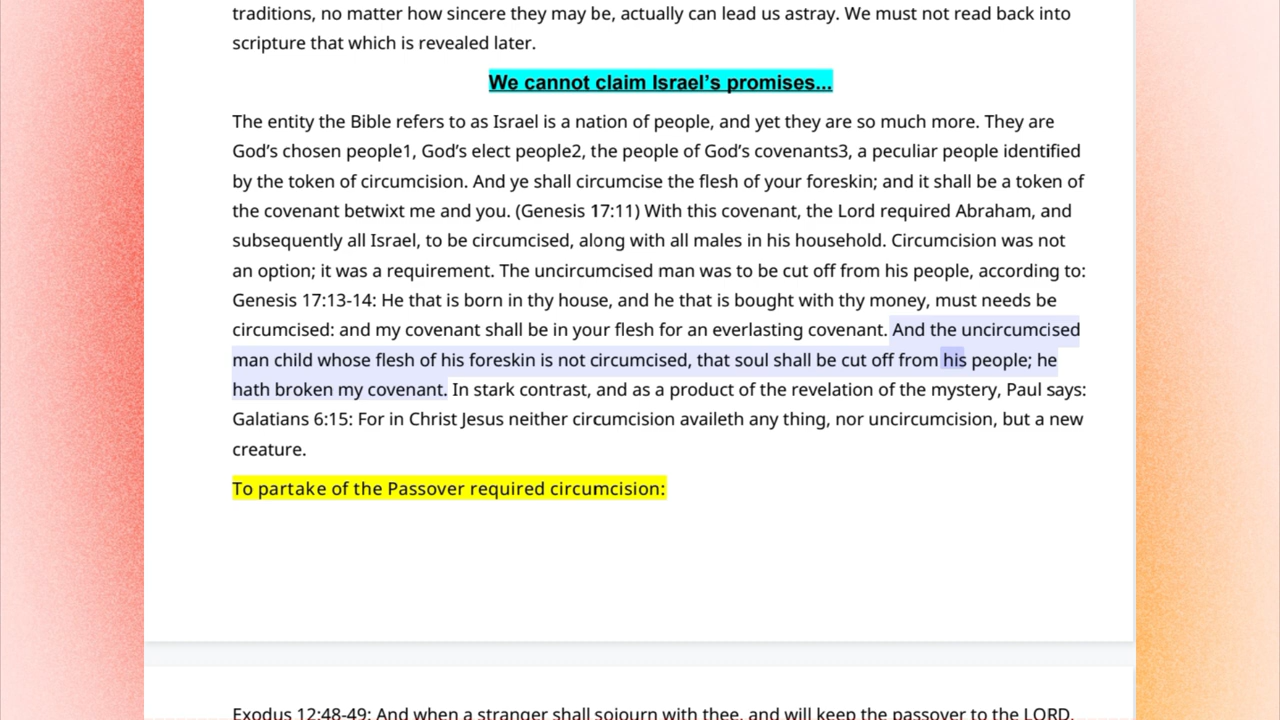 traditions, no matter how sincere they may be, actually can lead us astray. We must not read back into
scripture that which is revealed later.
We cannot claim Israel’s promises...
The entity the Bible refers to as Israel is a nation of people, and yet they are so much more. They are
God’s chosen people1, God’s elect people2, the people of God’s covenants3, a peculiar people identified
by the token of circumcision. And ye shall circumcise the flesh of your foreskin; and it shall be a token of
the covenant betwixt me and you. (Genesis 17:11) With this covenant, the Lord required Abraham, and
subsequently all Israel, to be circumcised, along with all males in his household. Circumcision was not
an option; it was a requirement. The uncircumcised man was to be cut off from his people, according to:
Genesis 17:13-14: He that is born in thy house, and he that is bought with thy money, must needs be
circumcised: and my covenant shall be in your flesh for an everlasting covenant. And the uncircumcised
man child whose flesh of his foreskin is not circumcised, that soul shall be cut off from his people; he
hath broken my covenant. In stark contrast, and as a product of the revelation of the mystery, Paul says:
Galatians 6:15: For in Christ Jesus neither circumcision availeth any thing, nor uncircumcision, but a new
creature.
To partake of the Passover required circumcision:
Exodus 12:48-49: And when a stranger shall sojourn with thee, and will keep the passover to the LORD,